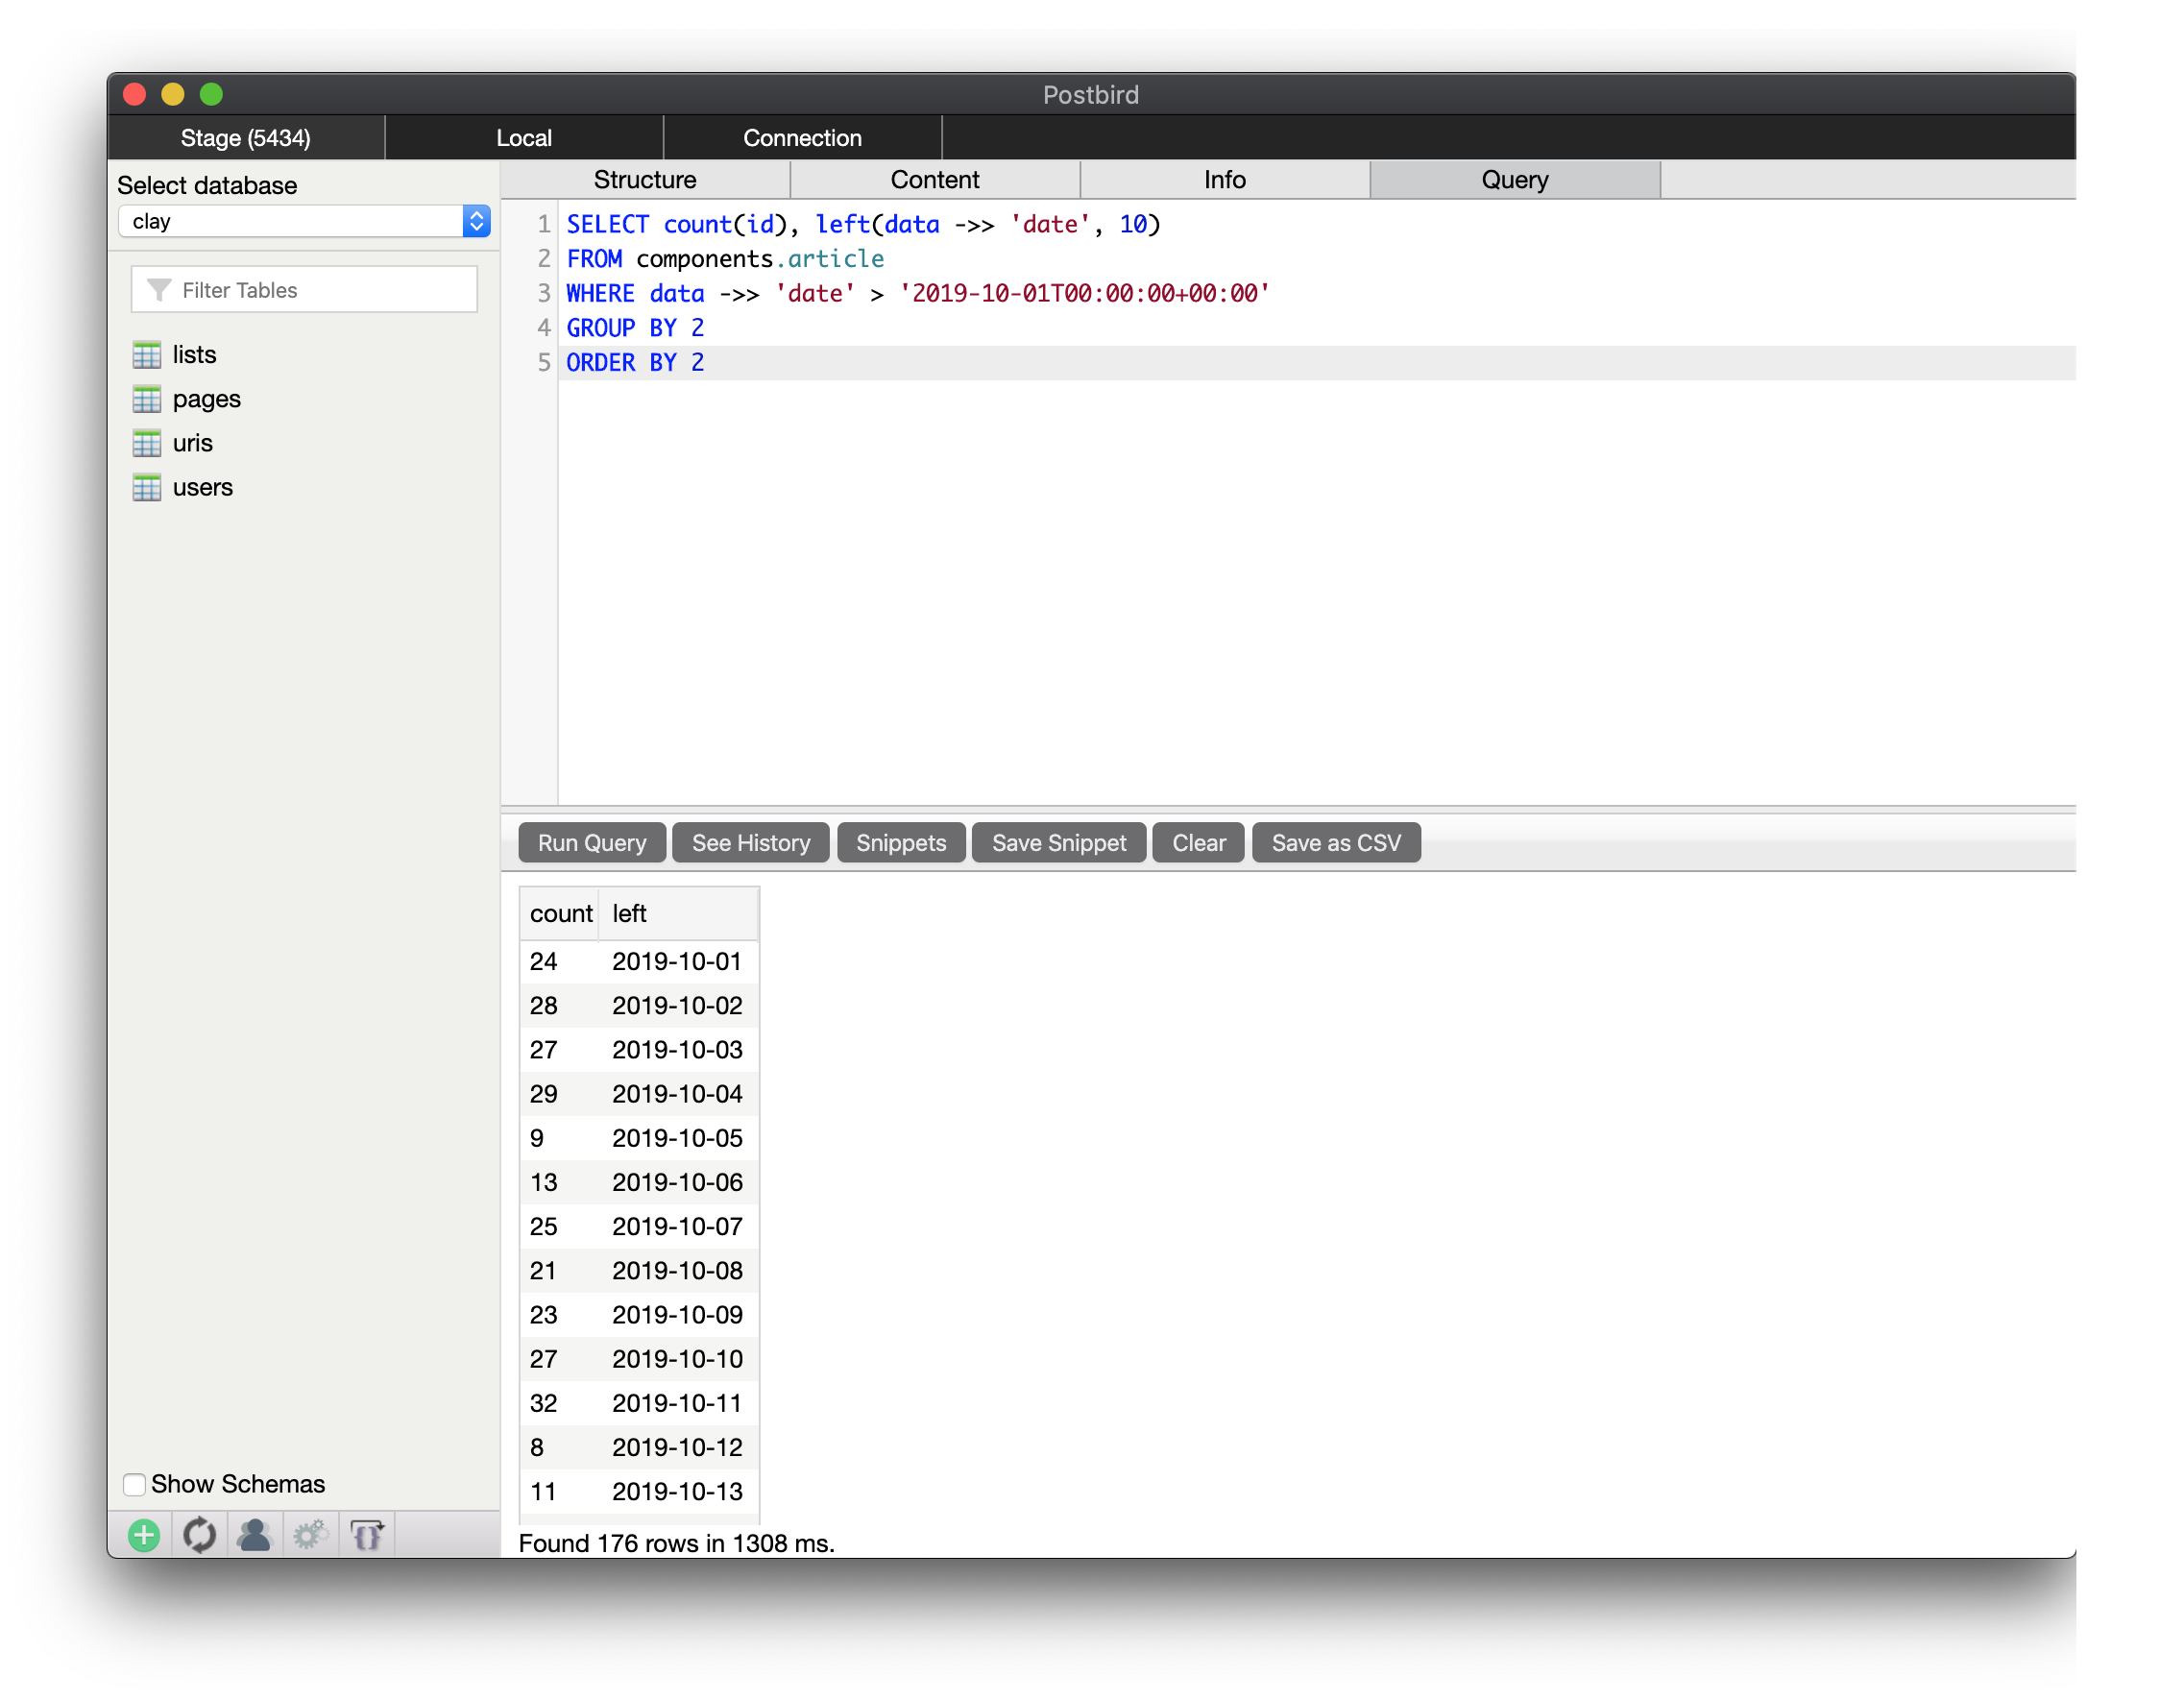 Postbird
Stage (5434) Local Connection
Select database
clay
Filter Tables
lists
pages
uris
users
Show Schemas
Structure Content Info Query
1 SELECT count(id), left(data ->> 'date', 10)
2 FROM components.article
3 WHERE data ->> 'date' > '2019-10-01T00:00:00+00:00'
4 GROUP BY 2
5 ORDER BY 2
Run Query See History Snippets Save Snippet Clear Save as CSV
count left
24 2019-10-01
28 2019-10-02
27 2019-10-03
29 2019-10-04
9 2019-10-05
13 2019-10-06
25 2019-10-07
21 2019-10-08
23 2019-10-09
27 2019-10-10
32 2019-10-11
8 2019-10-12
11 2019-10-13
Found 176 rows in 1308 ms.